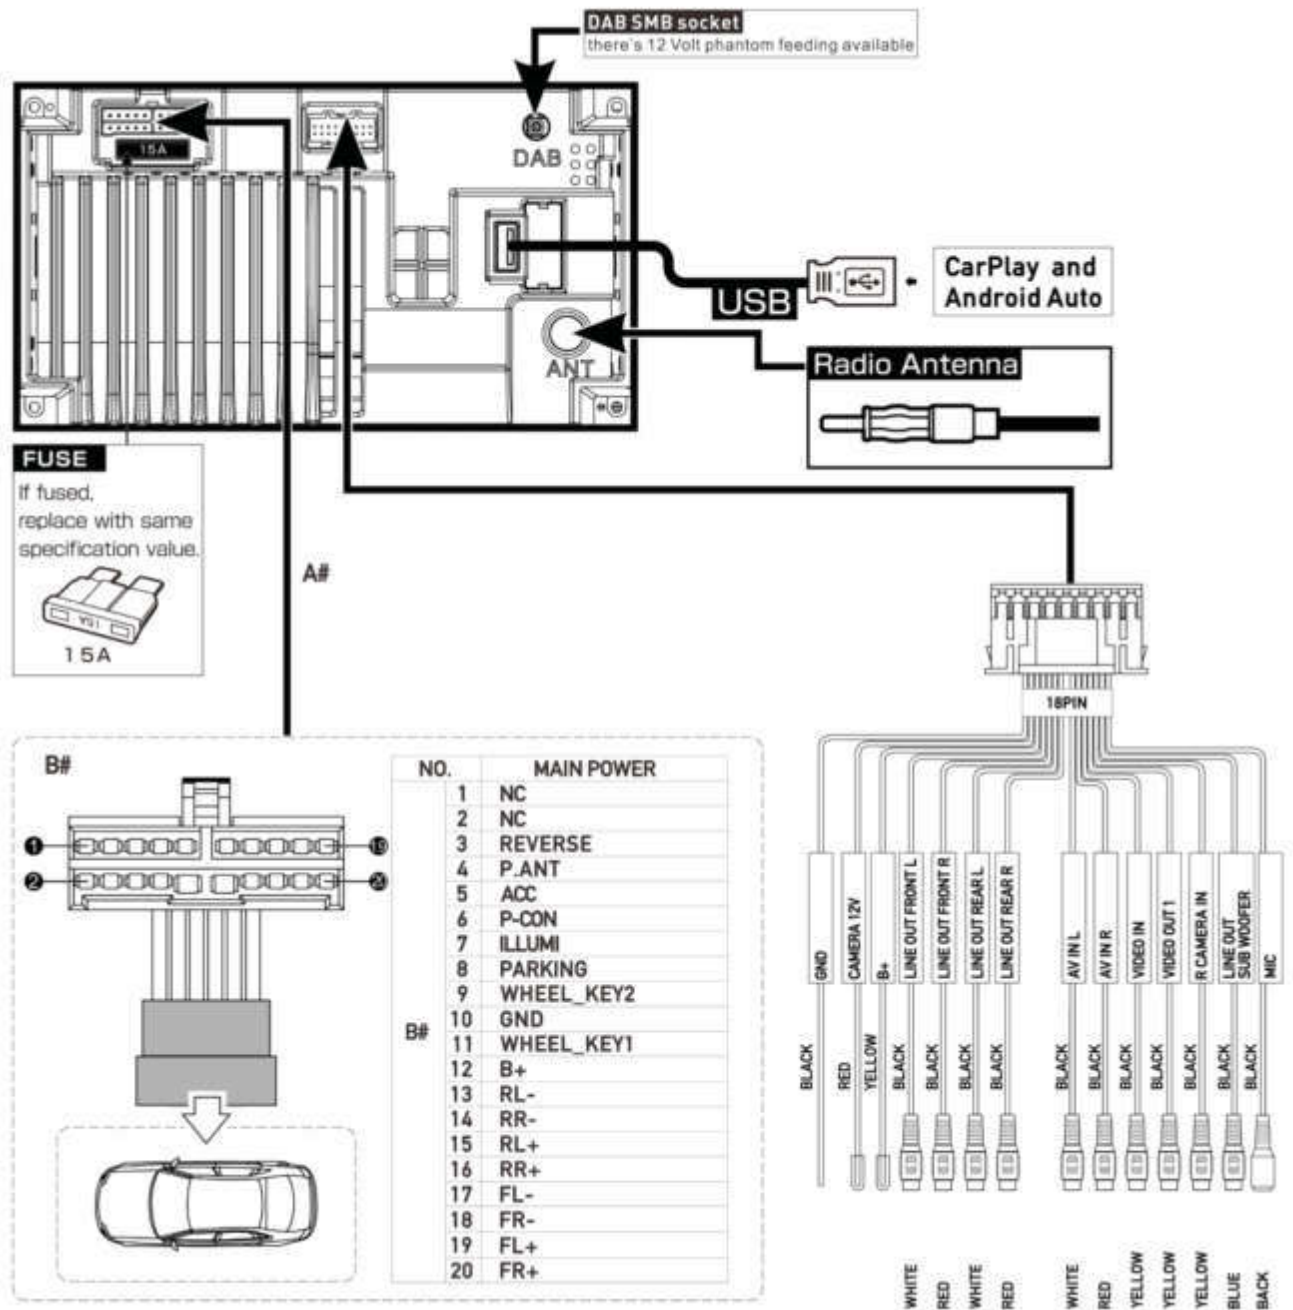 DAB SMB socket
there's 12 Volt phantom feeding available
15A
DAB
USB
CarPlay and
Android Auto
ANT
Radio Antenna
FUSE
If fused,
replace with same
specification value.
15A
15A
A#
18PIN
B#
1
19
2
20
NO. MAIN POWER
B#
1 NC
2 NC
3 REVERSE
4 P.ANT
5 ACC
6 P-CON
7 ILLUMI
8 PARKING
9 WHEEL_KEY2
10 GND
11 WHEEL_KEY1
12 B+
13 RL-
14 RR-
15 RL+
16 RR+
17 FL-
18 FR-
19 FL+
20 FR+
GND
CAMERA 12V
B+
LINE OUT FRONT L
LINE OUT FRONT R
LINE OUT REAR L
LINE OUT REAR R
AV IN L
AV IN R
VIDEO IN
VIDEO OUT 1
R CAMERA IN
LINE OUT
SUB WOOFER
MIC
BLACK
RED
YELLOW
BLACK
BLACK
BLACK
BLACK
BLACK
BLACK
BLACK
BLACK
BLACK
BLACK
BLACK
WHITE
RED
WHITE
RED
WHITE
RED
YELLOW
YELLOW
YELLOW
BLUE